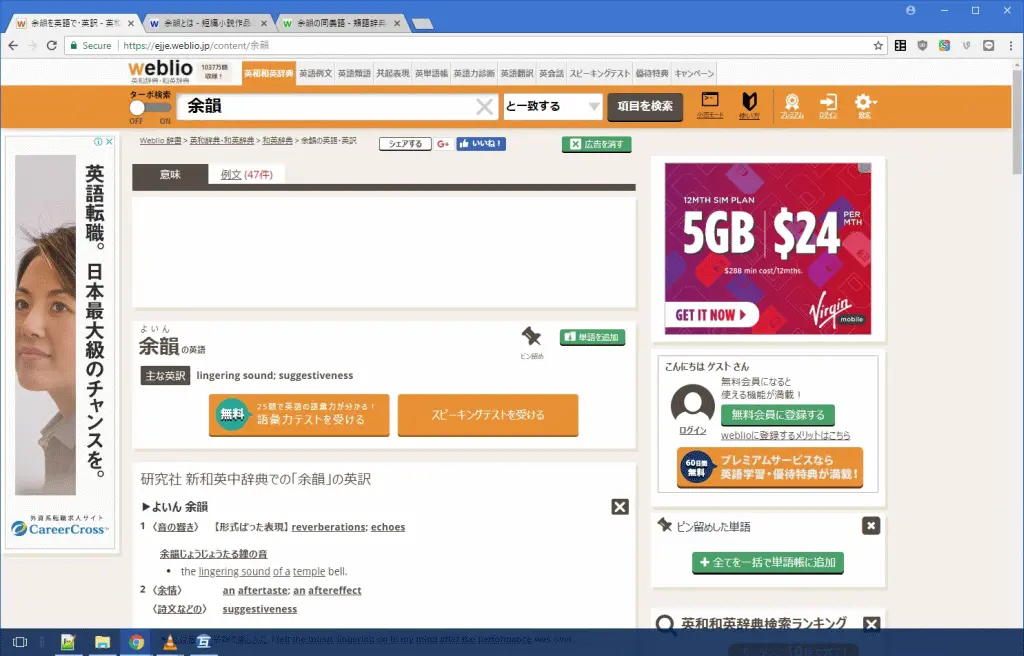 余韻を英語で・英訳 - 英和
余韻とは - 短編小説作品
余韻の同義語 - 類語辞典
Secure
https://ejje.weblio.jp/content/余韻
weblio
英和辞典・和英辞典
1037万語
収録！
英和和英辞典
英語例文
英語類語
共起表現
英単語帳
英語力診断
英語翻訳
英会話
スピーキングテスト
優待特典
キャンペーン
ターボ検索
OFF
ON
余韻
と一致する
項目を検索
小窓モード
使い方
プレミアム
ログイン
設定
Weblio 辞書 > 英和辞典・和英辞典 > 和英辞典 > 余韻の英語・英訳
シェアする
G+
いいね！
広告を消す
英語転職。日本最大級のチャンスを。
外資系転職求人サイト
CareerCross
意味
例文 (47件)
よいん
余韻の英語
ピン留め
単語を追加
主な英訳
lingering sound; suggestiveness
無料
25問で英語の語彙力が分かる！
語彙力テストを受ける
スピーキングテストを受ける
研究社 新和英中辞典での「余韻」の英訳
▶よいん 余韻
1 〈音の響き〉 【形式ばった表現】 reverberations; echoes
余韻じょうじょうたる鐘の音
• the lingering sound of a temple bell.
2 〈余情〉 an aftertaste; an aftereffect
〈詩文などの〉 suggestiveness
12MTH SIM PLAN
5GB $24 PER MTH
$288 min cost/12mths.
GET IT NOW
Virgin mobile
こんにちは ゲスト さん
ログイン
無料会員になると
使える機能が満載！
無料会員に登録する
weblioに登録するメリットはこちら
60日間
無料
プレミアムサービスなら
英語学習・優待特典が満載！
ピン留めした単語
全てを一括で単語帳に追加
英和和英辞典検索ランキング